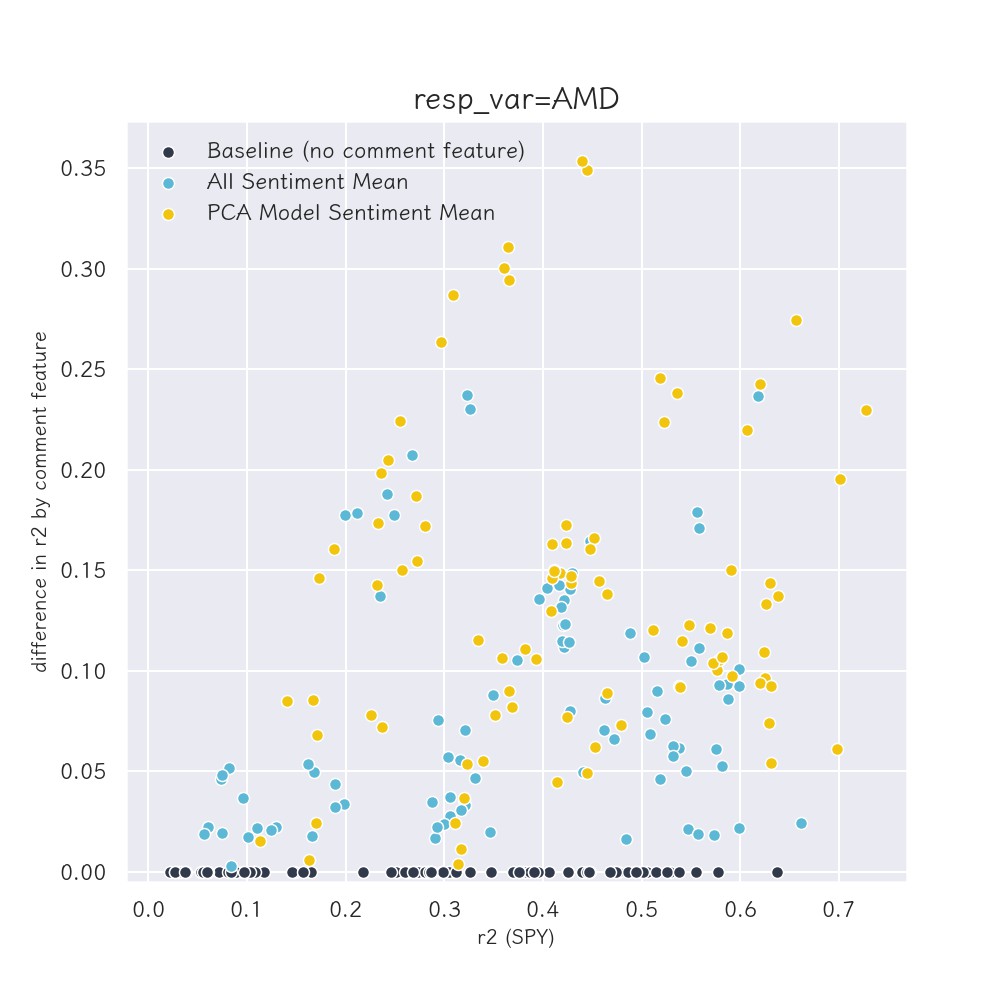 resp_var=AMD
Baseline (no comment feature)
All Sentiment Mean
PCA Model Sentiment Mean
difference in r2 by comment feature
0.35
0.30
0.25
0.20
0.15
0.10
0.05
0.00
0.0 0.1 0.2 0.3 0.4 0.5 0.6 0.7
r2 (SPY)